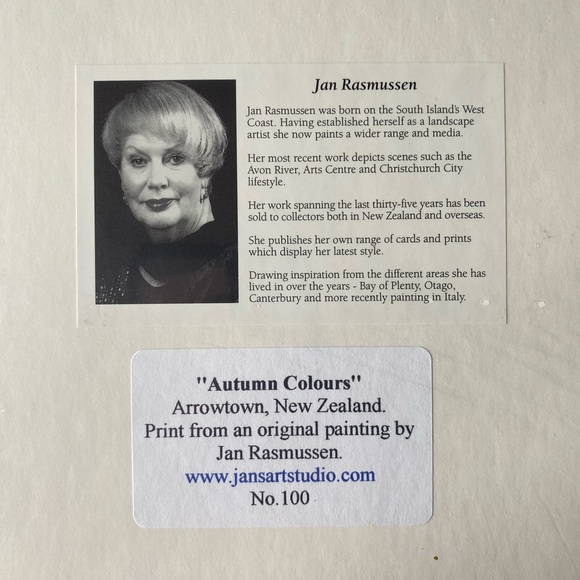 Jan Rasmussen
Jan Rasmussen was born on the South Island's West
Coast. Having established herself as a landscape
artist she now paints a wider range and media.
Her most recent work depicts scenes such as the
Avon River, Arts Centre and Christchurch City
lifestyle.
Her work spanning the last thirty-five years has been
sold to collectors both in New Zealand and overseas.
She publishes her own range of cards and prints
which display her latest style.
Drawing inspiration from the different areas she has
lived in over the years - Bay of Plenty, Otago,
Canterbury and more recently painting in Italy.
"Autumn Colours"
Arrowtown, New Zealand.
Print from an original painting by
Jan Rasmussen.
www.jansartstudio.com
No.100